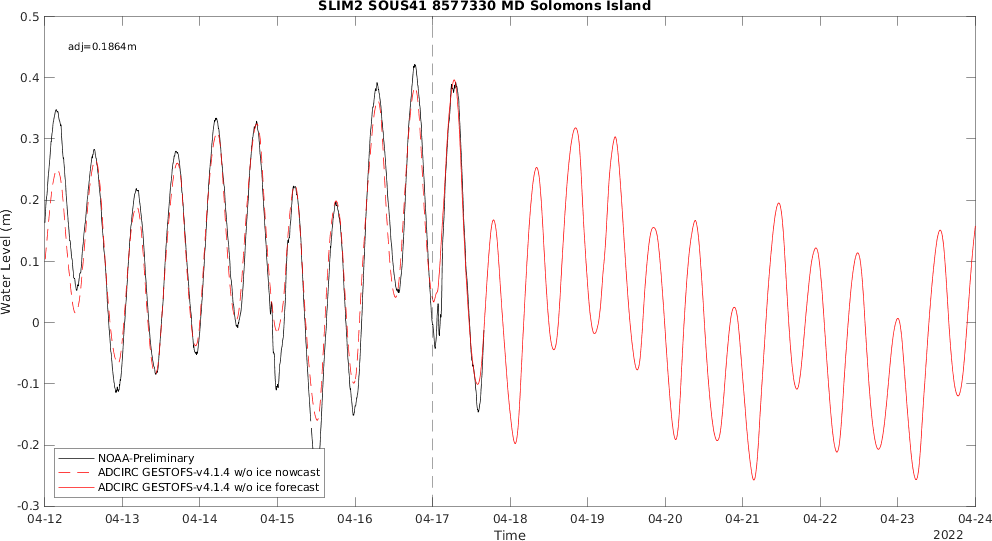 SLIM2 SOUS41 8577330 MD Solomons Island
adj=0.1864m
Water Level (m)
0.5
0.4
0.3
0.2
0.1
0
-0.1
-0.2
-0.3
NOAA-Preliminary
ADCIRC GESTOFS-v4.1.4 w/o ice nowcast
ADCIRC GESTOFS-v4.1.4 w/o ice forecast
04-12 04-13 04-14 04-15 04-16 04-17 04-18 04-19 04-20 04-21 04-22 04-23 04-24
Time
2022